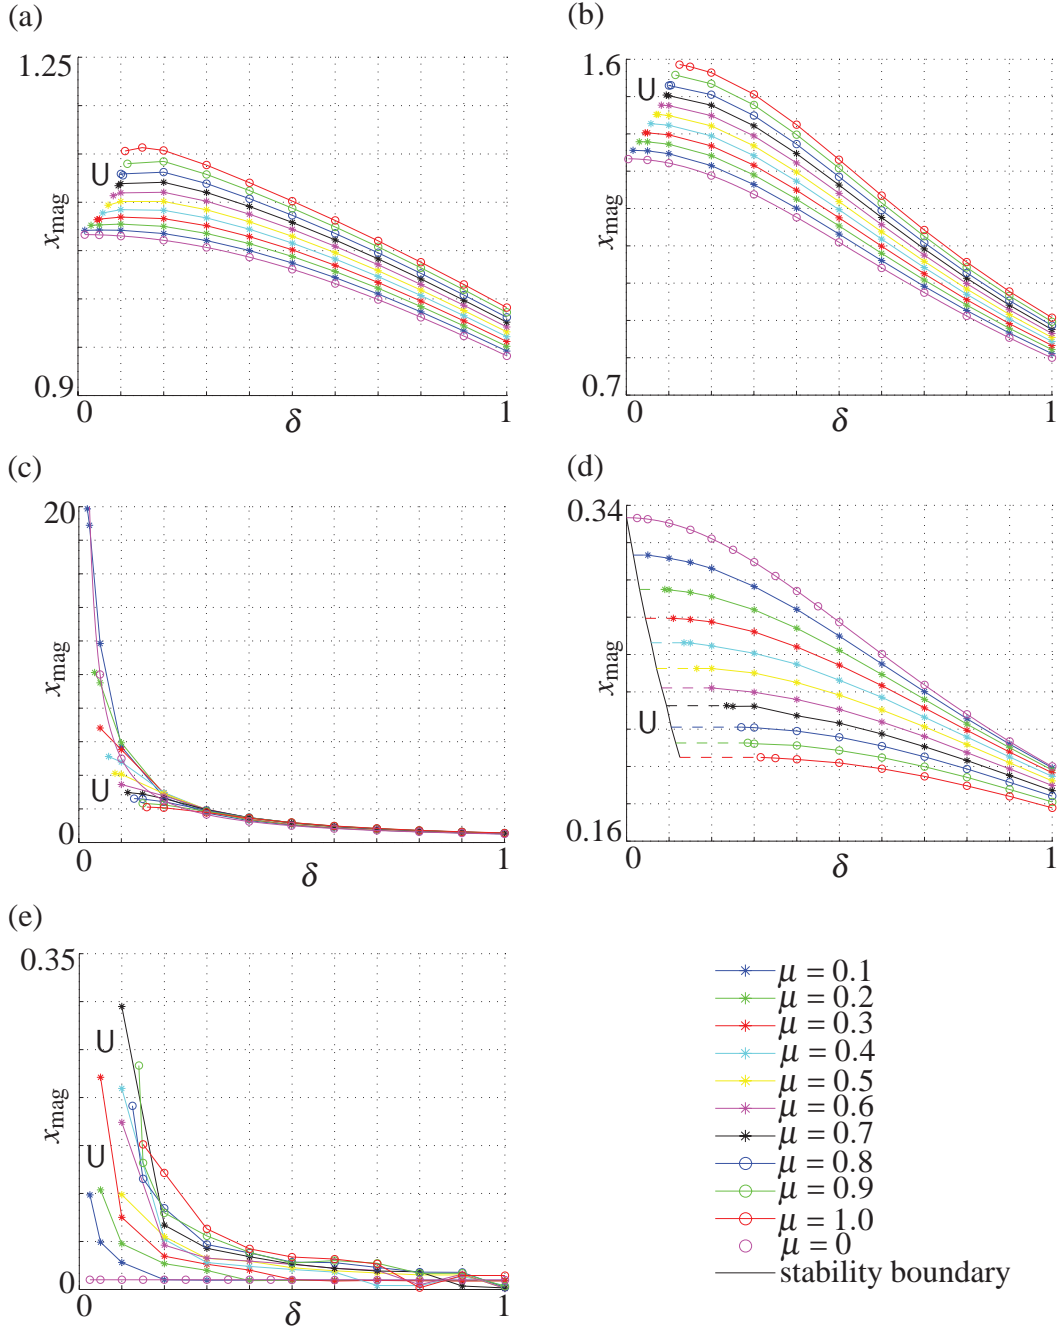 (a)
1.25
U
x_mag
0.9
0
δ
1
(b)
1.6
U
x_mag
0.7
0
δ
1
(c)
20
x_mag
U
0
0
δ
1
(d)
0.34
x_mag
U
0.16
0
δ
1
(e)
0.35
U
x_mag
U
0
0
δ
1
μ = 0.1
μ = 0.2
μ = 0.3
μ = 0.4
μ = 0.5
μ = 0.6
μ = 0.7
μ = 0.8
μ = 0.9
μ = 1.0
μ = 0
stability boundary